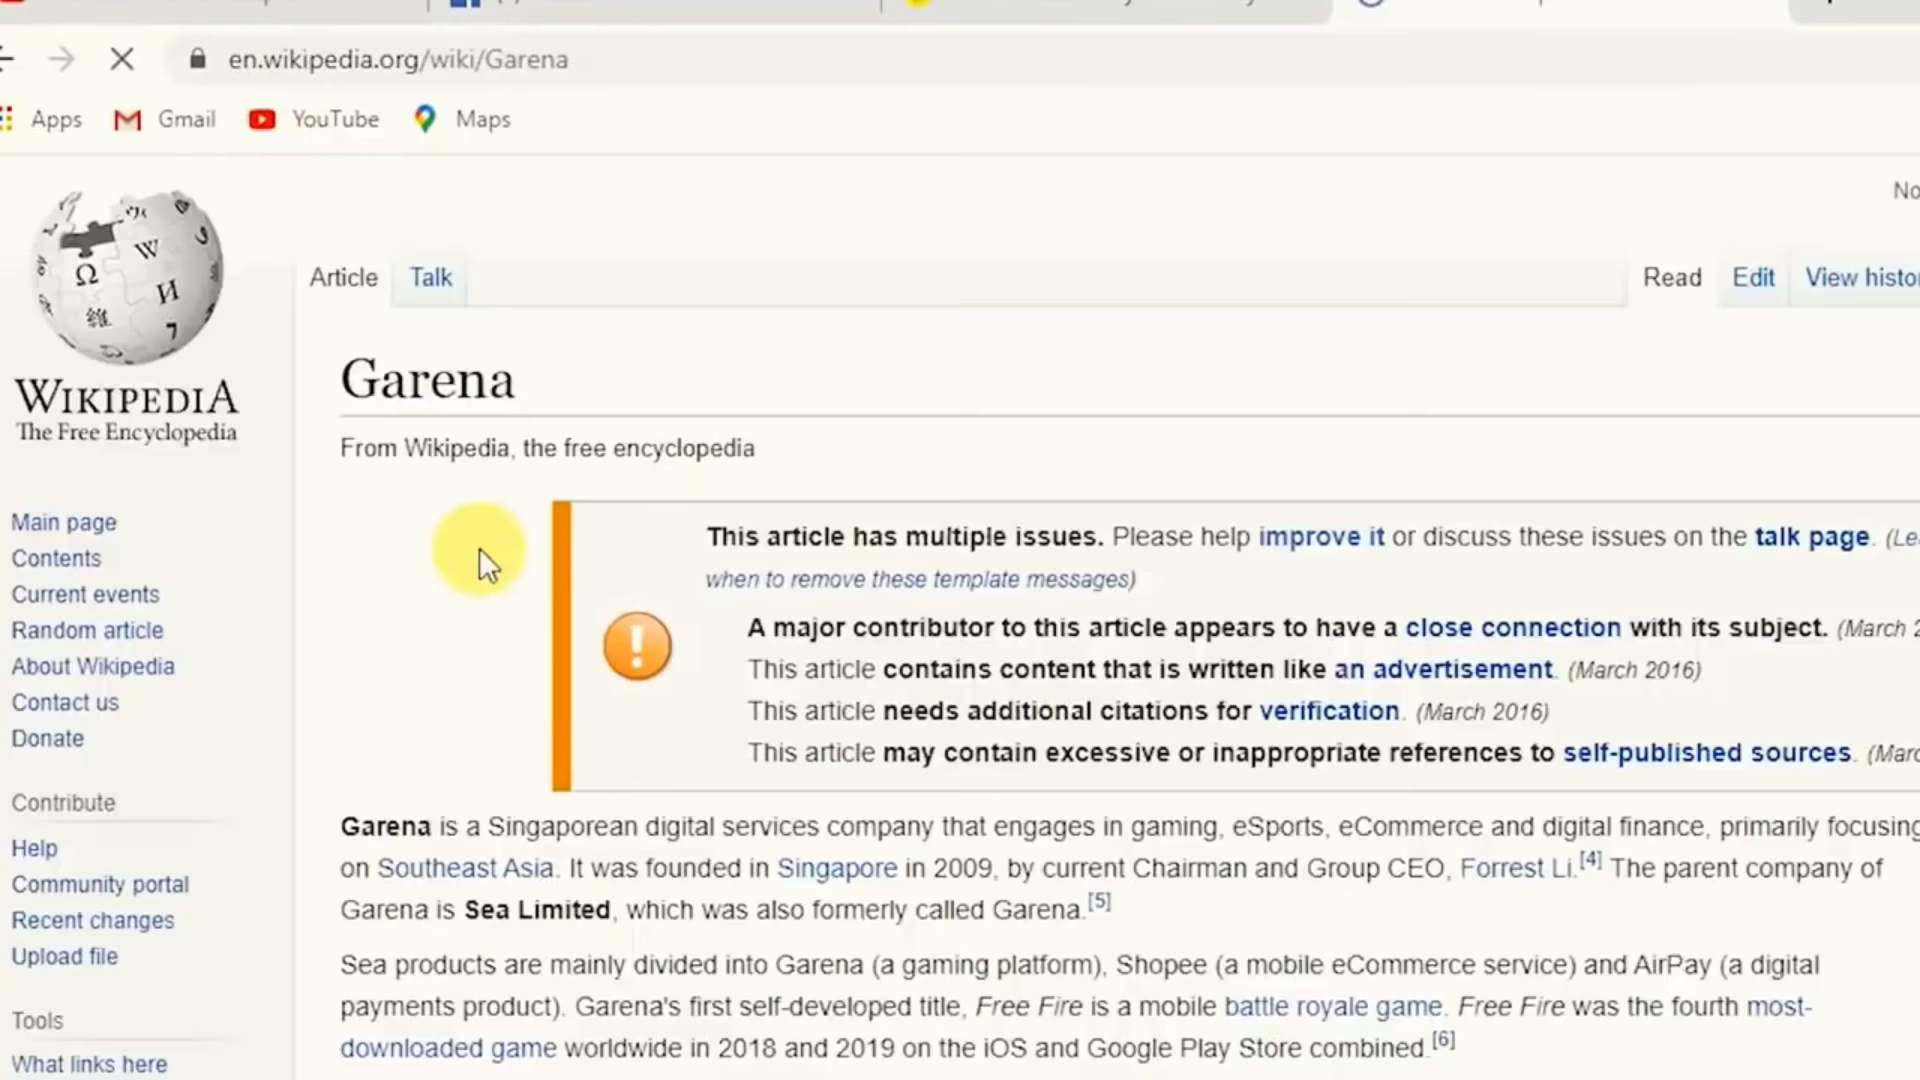 en.wikipedia.org/wiki/Garena
Apps Gmail YouTube Maps
No
Article Talk Read Edit View histo
WIKIPEDIA
The Free Encyclopedia
Garena
From Wikipedia, the free encyclopedia
Main page
Contents
Current events
Random article
About Wikipedia
Contact us
Donate
Contribute
Help
Community portal
Recent changes
Upload file
Tools
What links here
This article has multiple issues. Please help improve it or discuss these issues on the talk page. (Le
when to remove these template messages)
A major contributor to this article appears to have a close connection with its subject. (March 2
This article contains content that is written like an advertisement. (March 2016)
This article needs additional citations for verification. (March 2016)
This article may contain excessive or inappropriate references to self-published sources. (Marc
Garena is a Singaporean digital services company that engages in gaming, eSports, eCommerce and digital finance, primarily focusing
on Southeast Asia. It was founded in Singapore in 2009, by current Chairman and Group CEO, Forrest Li.[4] The parent company of
Garena is Sea Limited, which was also formerly called Garena.[5]
Sea products are mainly divided into Garena (a gaming platform), Shopee (a mobile eCommerce service) and AirPay (a digital
payments product). Garena's first self-developed title, Free Fire is a mobile battle royale game. Free Fire was the fourth most-
downloaded game worldwide in 2018 and 2019 on the iOS and Google Play Store combined.[6]